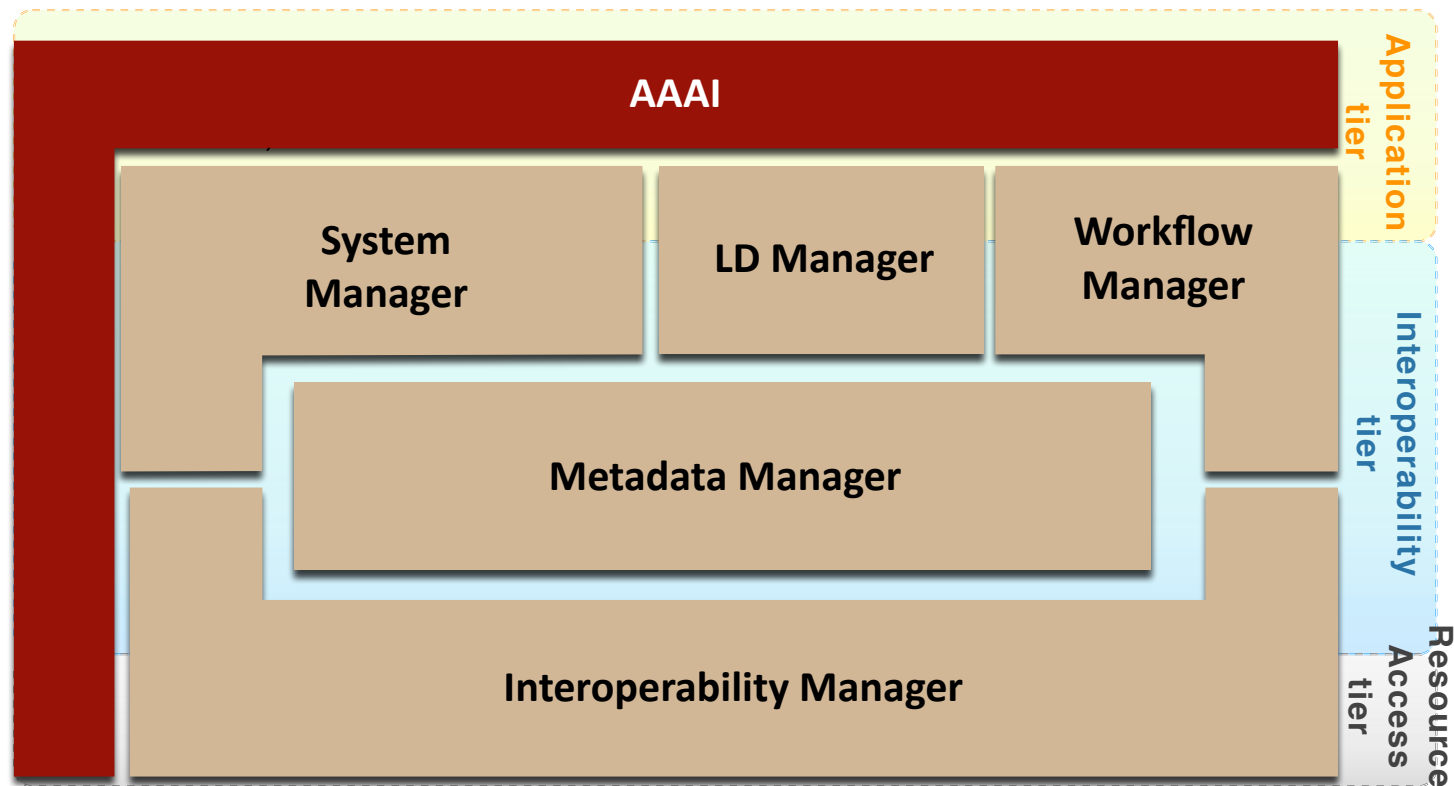 AAAI
Application
tier
System
Manager
LD Manager
Workflow
Manager
Interoperability
tier
Metadata Manager
Interoperability Manager
Resource
Access
tier